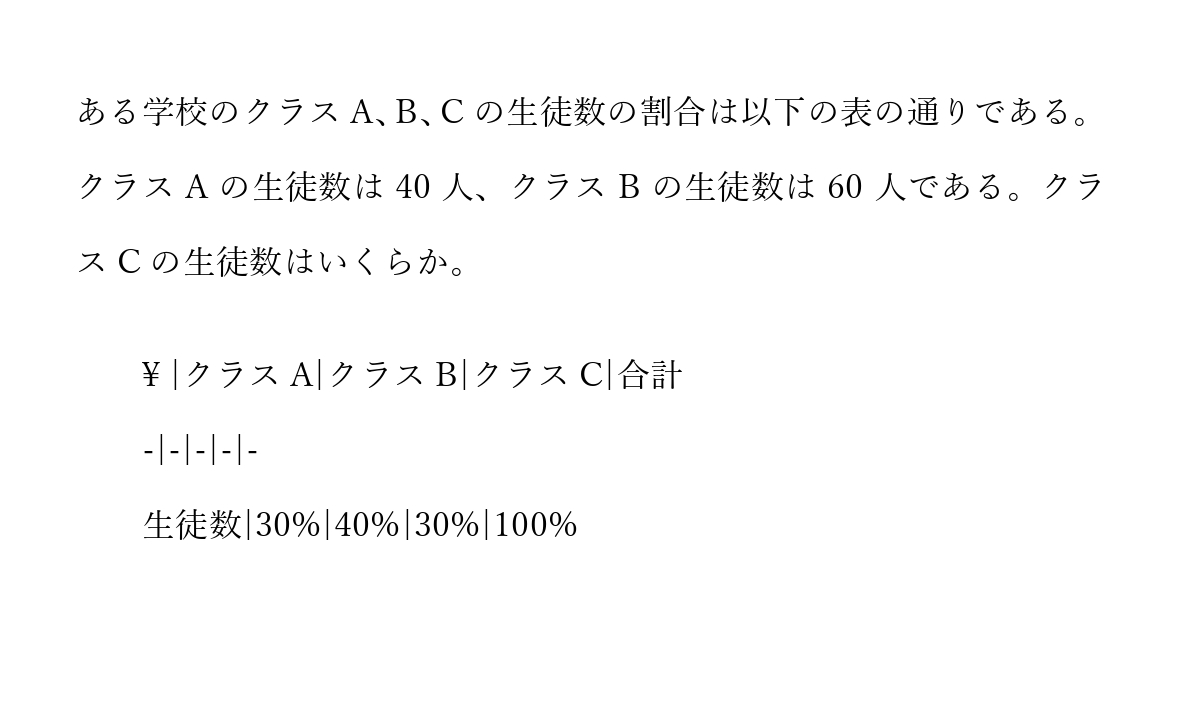 ある学校のクラス A、B、C の生徒数の割合は以下の表の通りである。
クラス A の生徒数は 40 人、クラス B の生徒数は 60 人である。クラ
ス C の生徒数はいくらか。
¥ |クラス A|クラス B|クラス C|合計
-|-|-|-|-
生徒数|30%|40%|30%|100%